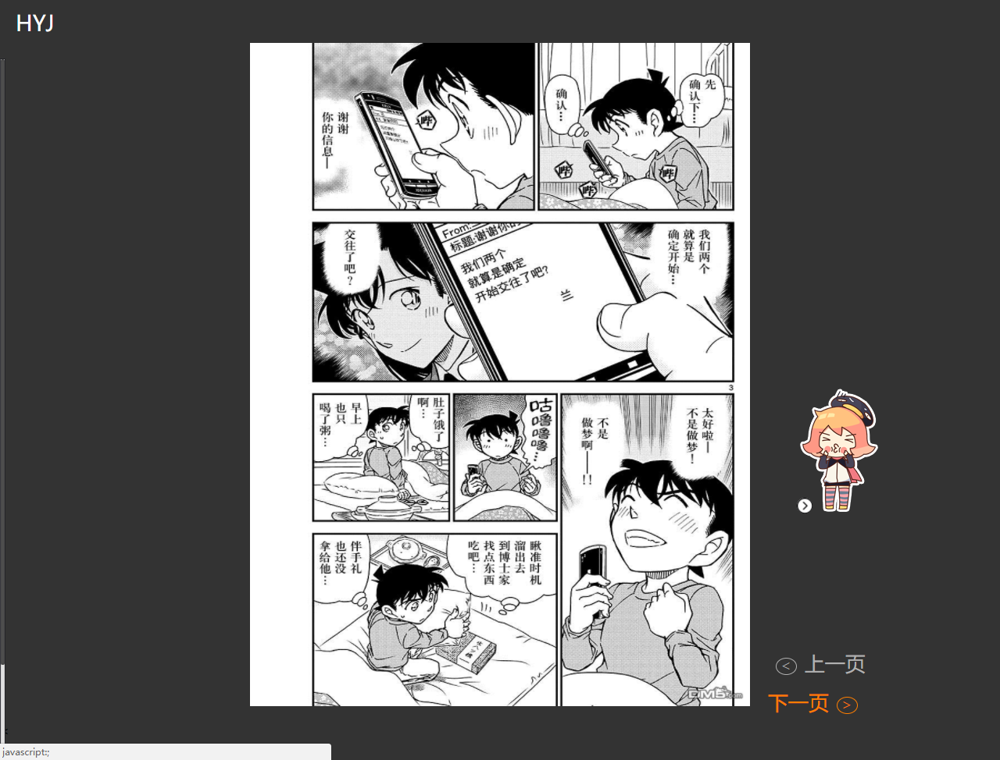 HYJ
先
确认下…
确认…
哔
哔
哔
哔
谢谢
你的信息—
我们两个
就算是
确定开始…
From:
标题:谢谢你的
我们两个
就算是确定
开始交往了吧?
兰
交往了吧?
3
太好啦—
不是做梦!
不是
做梦啊——!!
咕噜噜噜…
肚子饿了
啊…
早上
也只
喝了粥…
瞅准时机
溜出去
到博士家
找点东西
吃吧…
伴手礼
也还没
拿给他…
DMB.com
< 上一页
下一页 >
javascript:;